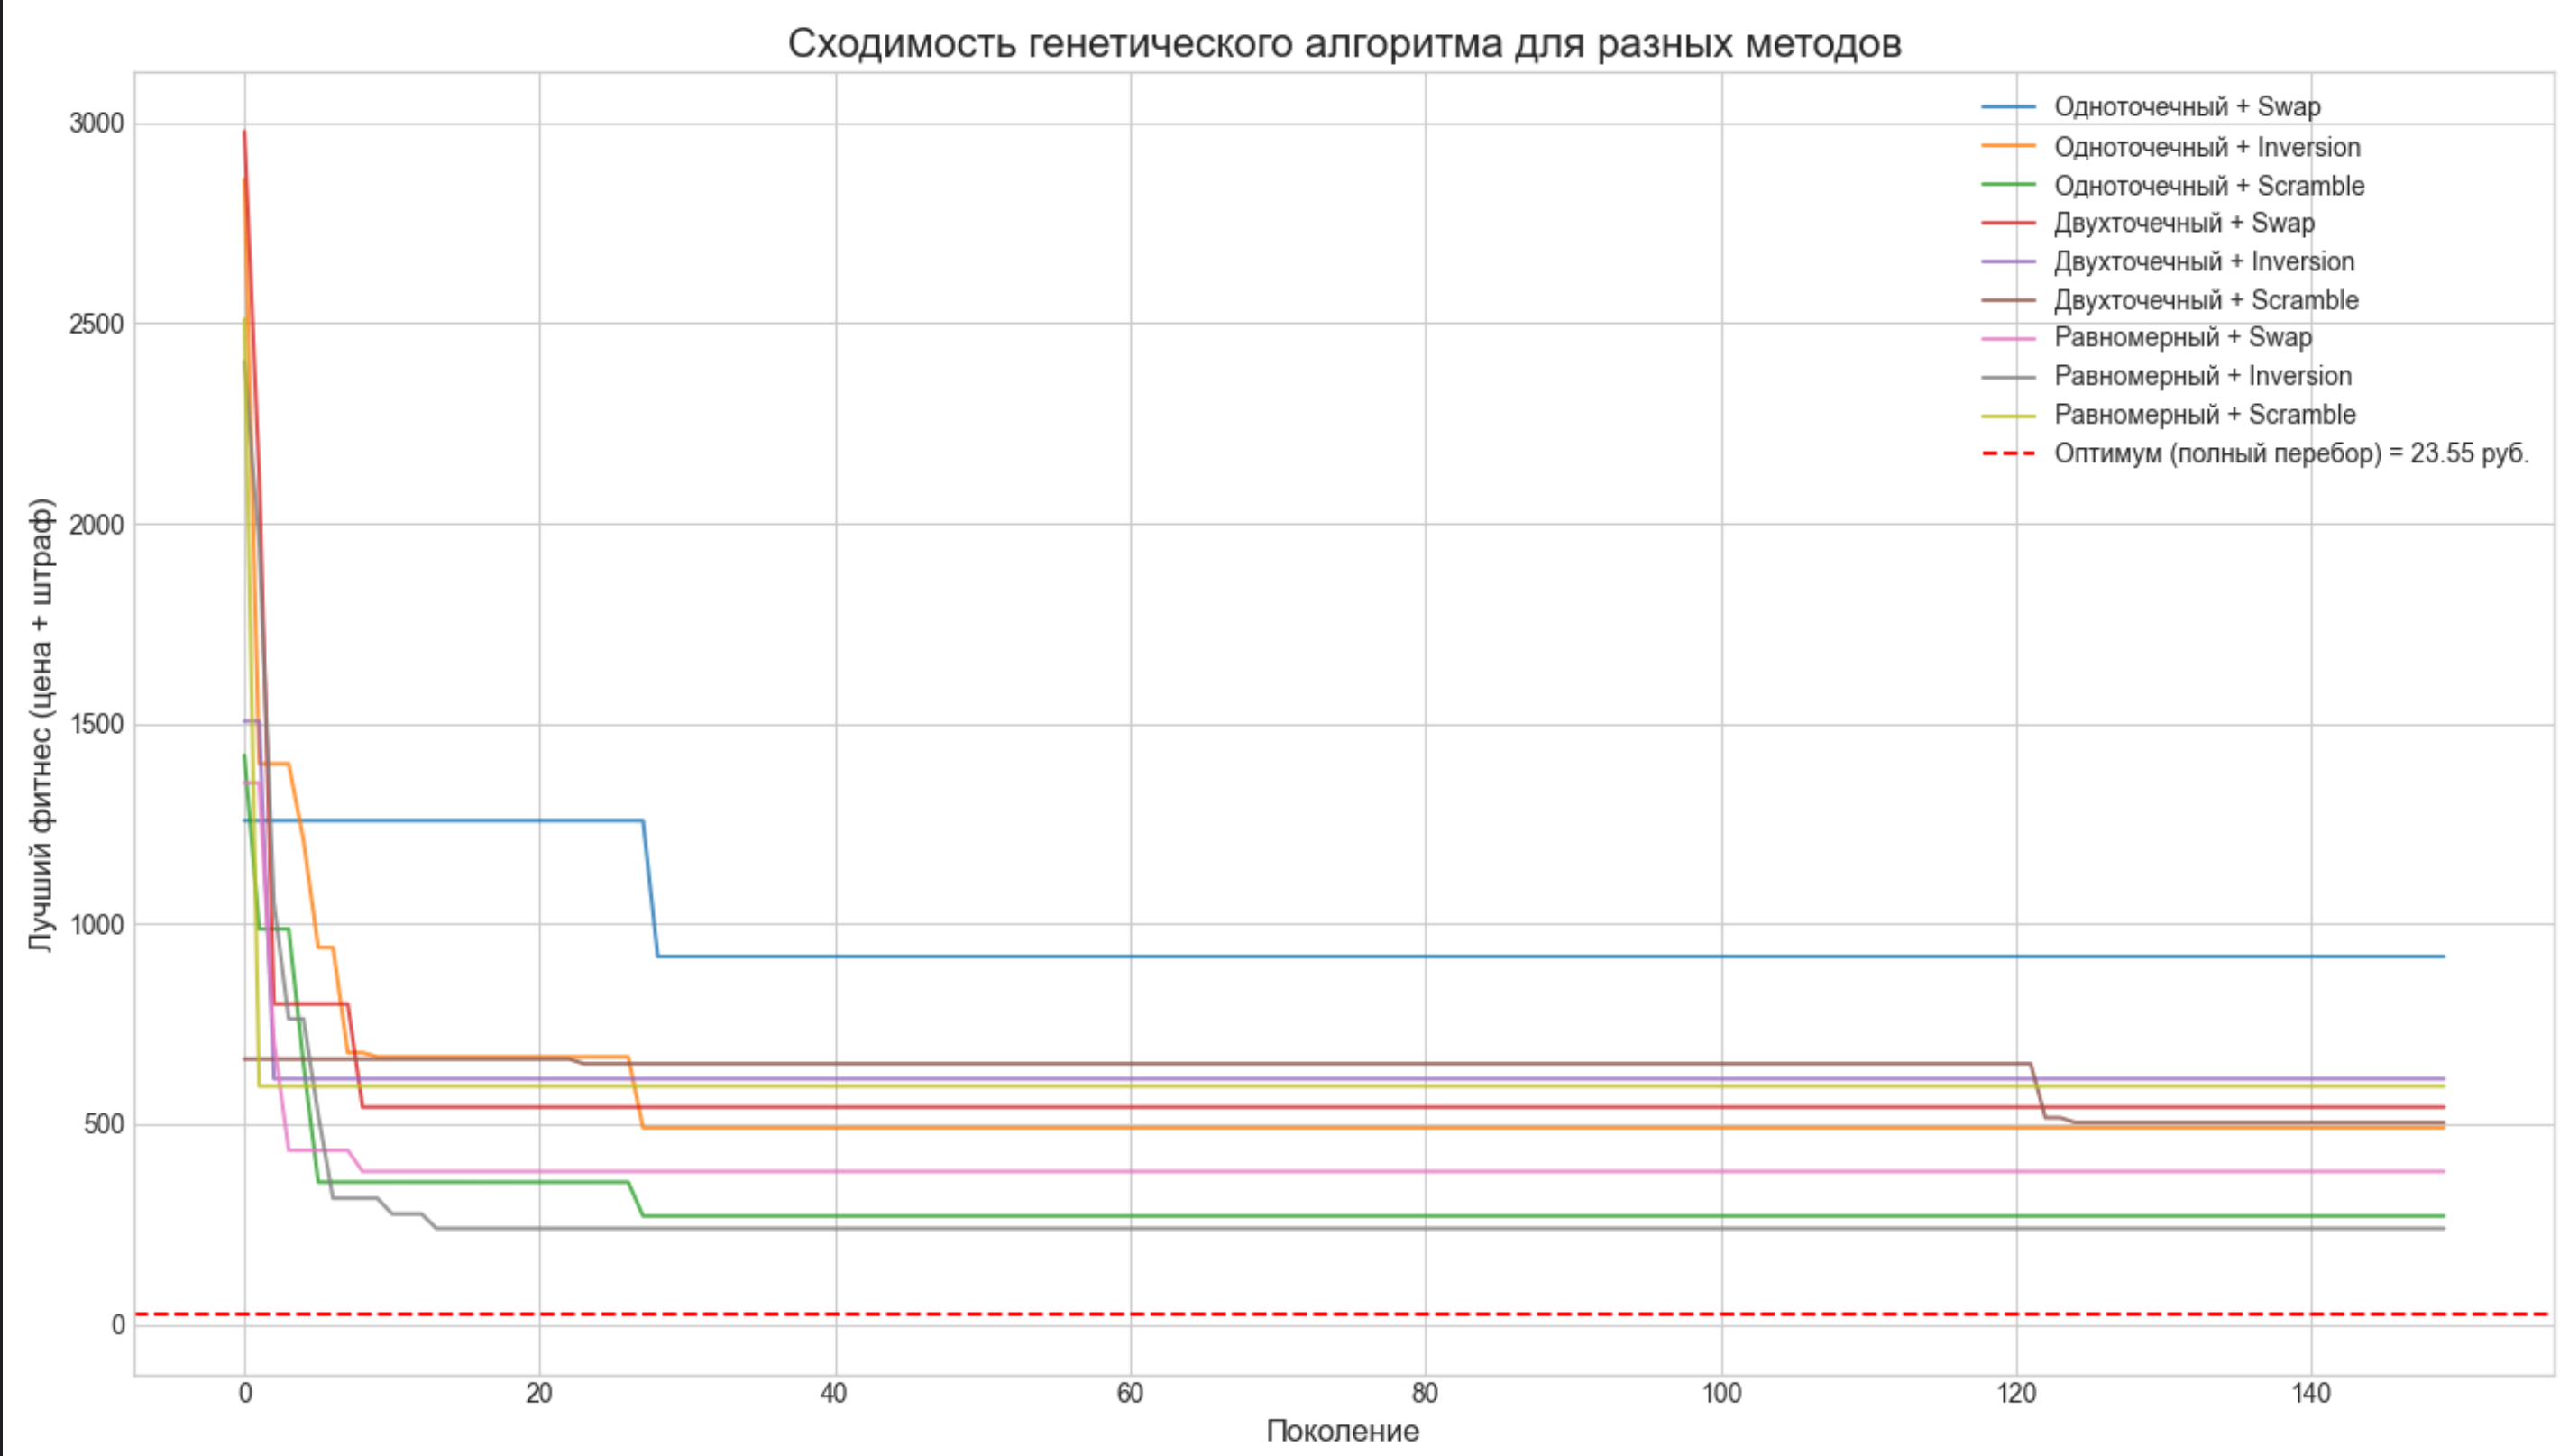 Сходимость генетического алгоритма для разных методов
Лучший фитнес (цена + штраф)
3000
2500
2000
1500
1000
500
0
Одноточечный + Swap
Одноточечный + Inversion
Одноточечный + Scramble
Двухточечный + Swap
Двухточечный + Inversion
Двухточечный + Scramble
Равномерный + Swap
Равномерный + Inversion
Равномерный + Scramble
Оптимум (полный перебор) = 23.55 руб.
0 20 40 60 80 100 120 140
Поколение